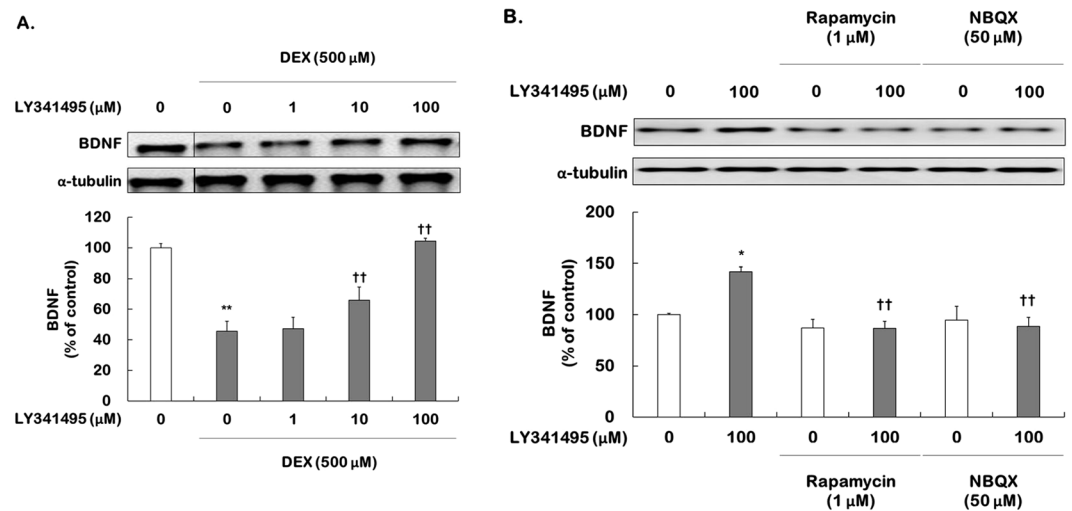 A.
DEX (500 μM)
LY341495 (μM) 0 0 1 10 100
BDNF
α-tubulin
BDNF
(% of control)
120
100
80
60
40
20
0
**
††
††
LY341495 (μM) 0 0 1 10 100
DEX (500 μM)
B.
Rapamycin
(1 μM)
NBQX
(50 μM)
LY341495 (μM) 0 100 0 100 0 100
BDNF
α-tubulin
BDNF
(% of control)
200
150
100
50
0
*
††
††
LY341495 (μM) 0 100 0 100 0 100
Rapamycin
(1 μM)
NBQX
(50 μM)